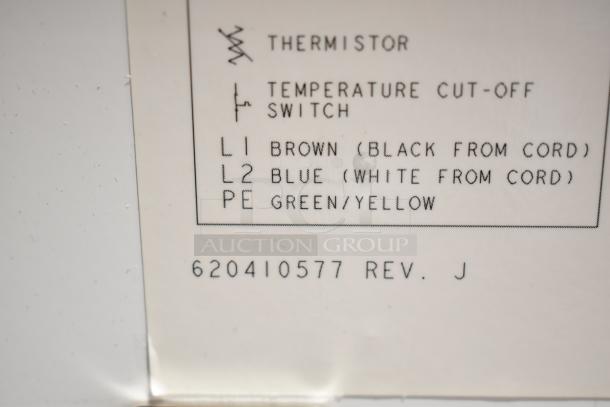 THERMISTOR
TEMPERATURE CUT-OFF
SWITCH
L1 BROWN (BLACK FROM CORD)
L2 BLUE (WHITE FROM CORD)
PE GREEN/YELLOW
PCI
AUCTION GROUP
620410577 REV. J